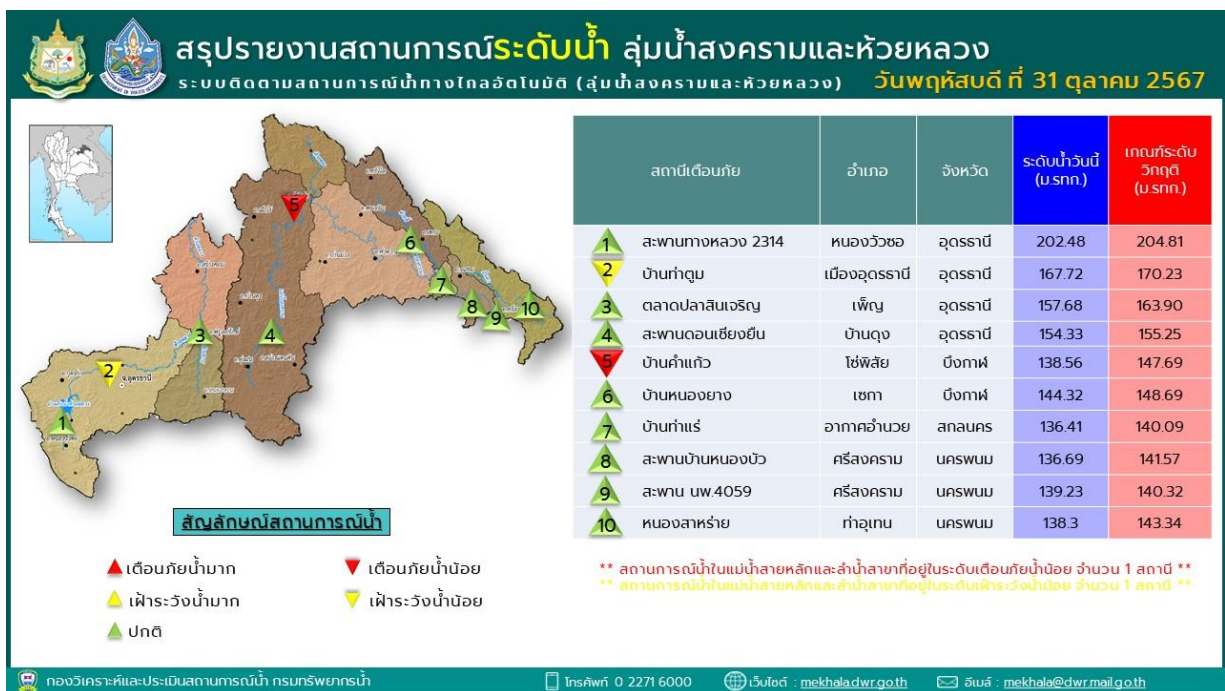 สรุปรายงานสถานการณ์ระดับน้ำ ลุ่มน้ำสงครามและห้วยหลวง
ระบบติดตามสถานการณ์น้ำทางไกลอัตโนมัติ (ลุ่มน้ำสงครามและห้วยหลวง) วันพฤหัสบดี ที่ 31 ตุลาคม 2567
สถานีเตือนภัย อำเภอ จังหวัด ระดับน้ำวันนี้ (ม.รทก.) เกณฑ์ระดับวิกฤติ (ม.รทก.)
1 สะพานทางหลวง 2314 หนองวัวซอ อุดรธานี 202.48 204.81
2 บ้านท่าตูม เมืองอุดรธานี อุดรธานี 167.72 170.23
3 ตลาดปลาสินเจริญ เพ็ญ อุดรธานี 157.68 163.90
4 สะพานดอนเชียงยืน บ้านดุง อุดรธานี 154.33 155.25
5 บ้านคำแก้ว โซ่พิสัย บึงกาฬ 138.56 147.69
6 บ้านหนองยาง เซกา บึงกาฬ 144.32 148.69
7 บ้านท่าแร่ อากาศอำนวย สกลนคร 136.41 140.09
8 สะพานบ้านหนองบัว ศรีสงคราม นครพนม 136.69 141.57
9 สะพาน นพ.4059 ศรีสงคราม นครพนม 139.23 140.32
10 หนองสาหร่าย ท่าอุเทน นครพนม 138.3 143.34
5
6
7
8
9
10
3
4
2
จ.อุดรธานี
1
สัญลักษณ์สถานการณ์น้ำ
เตือนภัยน้ำมาก เตือนภัยน้ำน้อย
เฝ้าระวังน้ำมาก เฝ้าระวังน้ำน้อย
ปกติ
** สถานการณ์น้ำในแม่น้ำสายหลักและลำน้ำสาขาที่อยู่ในระดับเตือนภัยน้ำน้อย จำนวน 1 สถานี **
** สถานการณ์น้ำในแม่น้ำสายหลักและลำน้ำสาขาที่อยู่ในระดับเฝ้าระวังน้ำน้อย จำนวน 1 สถานี **
กองวิเคราะห์และประเมินสถานการณ์น้ำ กรมทรัพยากรน้ำ โทรศัพท์ 0 2271 6000 เว็บไซต์ : mekhala.dwr.go.th อีเมล์ : mekhala@dwr.mail.go.th